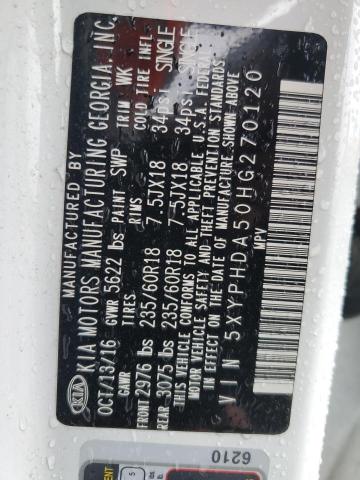 MANUFACTURED BY
KIA MOTORS MANUFACTURING GEORGIA, INC.
KIA
OCT/13/16 GVWR 5622 lbs PAINT SWP TRIM WK
GAWR TIRES RIMS COLD TIRE INFL
FRONT 2976 lbs 235/60R18 7.5JX18 34psi SINGLE
REAR 3075 lbs 235/60R18 7.5JX18 34psi SINGLE
THIS VEHICLE CONFORMS TO ALL APPLICABLE U.S.A. FEDERAL
MOTOR VEHICLE SAFETY AND THEFT PREVENTION STANDARDS
IN EFFECT ON THE DATE OF MANUFACTURE SHOWN ABOVE
VIN 5XYPHDA50HG270120
MPV
6210
5